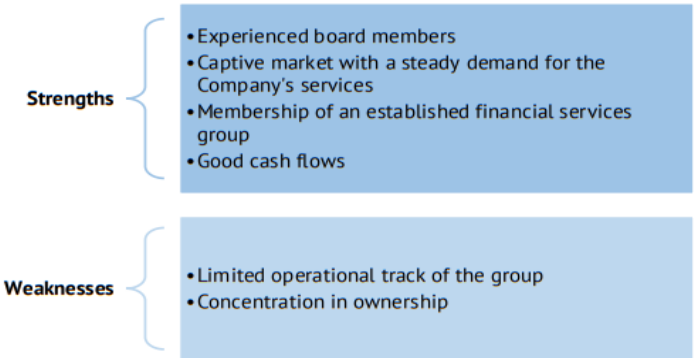 Strengths
•Experienced board members
•Captive market with a steady demand for the
Company's services
•Membership of an established financial services
group
•Good cash flows
Weaknesses
•Limited operational track of the group
•Concentration in ownership